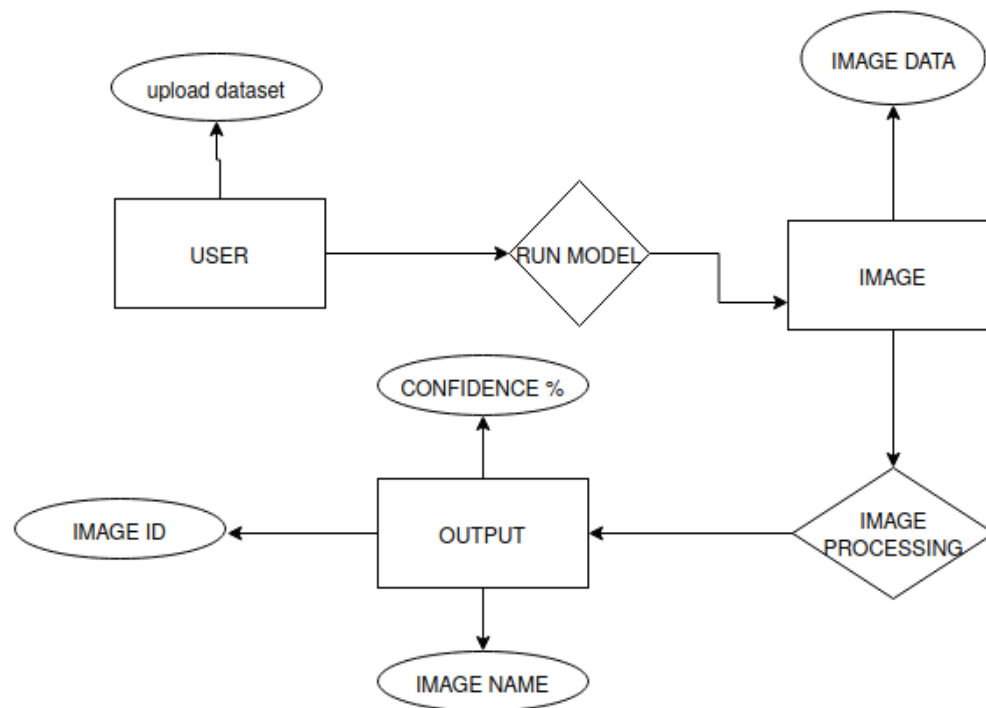 IMAGE DATA
upload dataset
USER
RUN MODEL
IMAGE
CONFIDENCE %
IMAGE ID
OUTPUT
IMAGE
PROCESSING
IMAGE NAME